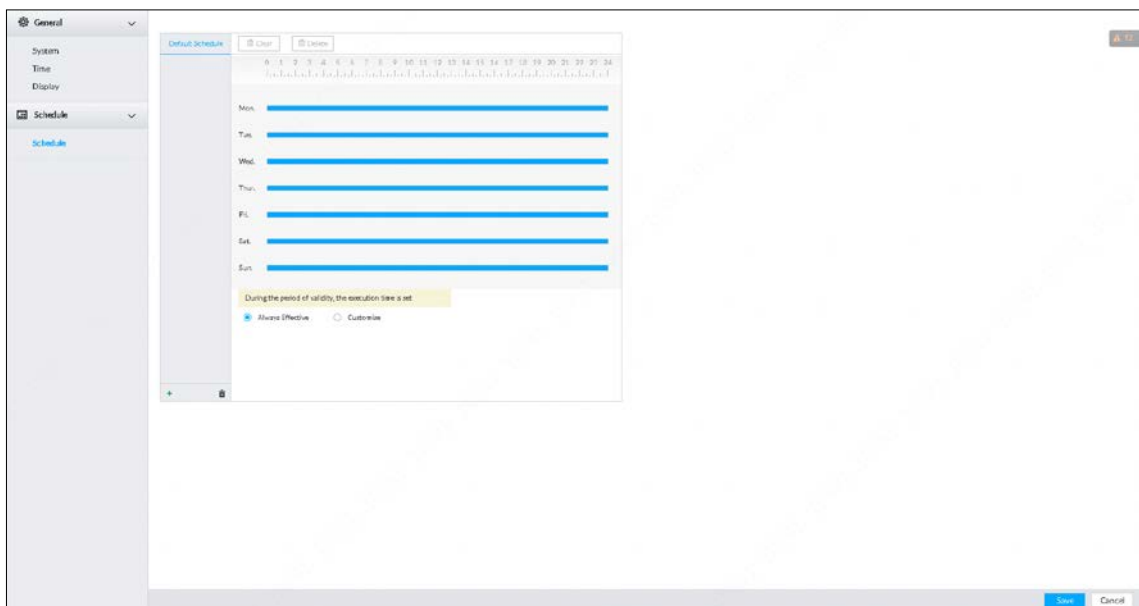 General
System
Time
Display
Schedule
Schedule
Default Schedule
Clear
Delete
0 1 2 3 4 5 6 7 8 9 10 11 12 13 14 15 16 17 18 19 20 21 22 23 24
Mon.
Tue.
Wed.
Thur.
Fri.
Sat.
Sun.
During the period of validity, the execution time is set
Always Effective
Customize
+
Save
Cancel